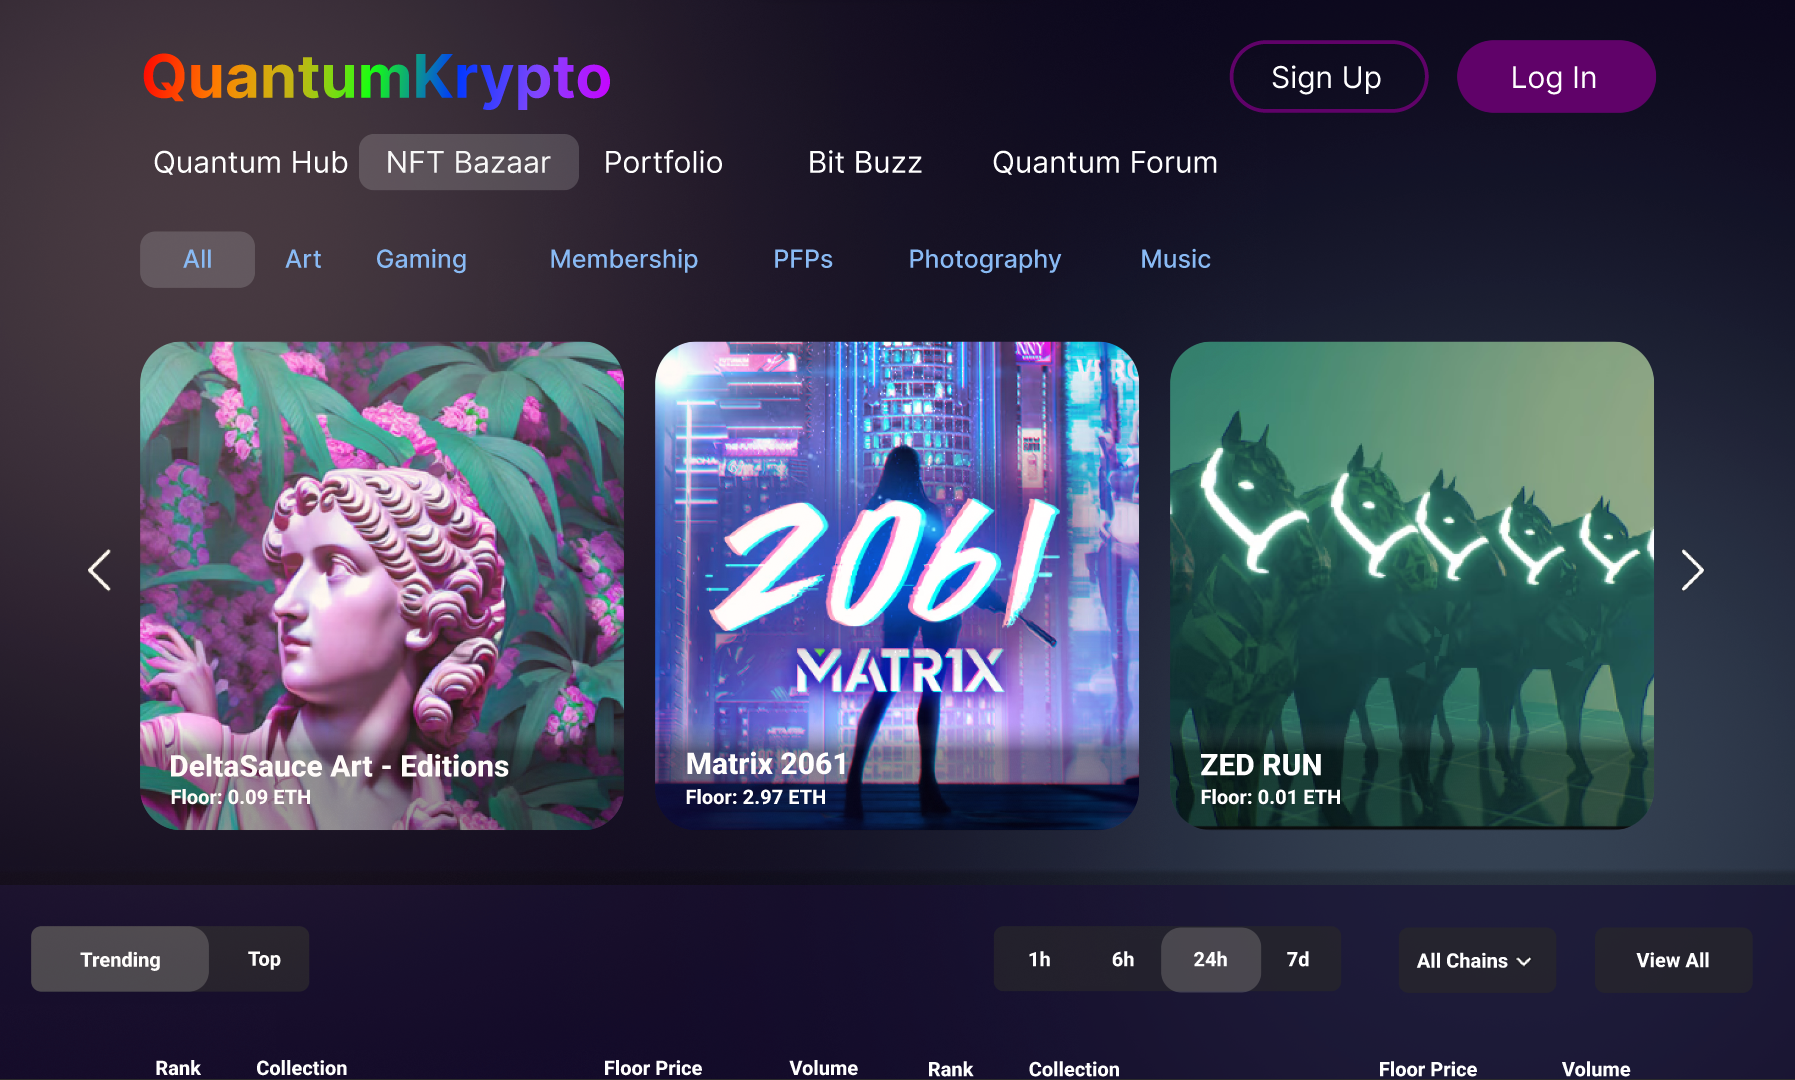 QuantumKrypto
Sign Up
Log In
Quantum Hub
NFT Bazaar
Portfolio
Bit Buzz
Quantum Forum
All
Art
Gaming
Membership
PFPs
Photography
Music
2061
MATR1X
DeltaSauce Art - Editions
Floor: 0.09 ETH
Matrix 2061
Floor: 2.97 ETH
ZED RUN
Floor: 0.01 ETH
Trending
Top
1h
6h
24h
7d
All Chains
View All
Rank Collection Floor Price Volume Rank Collection Floor Price Volume